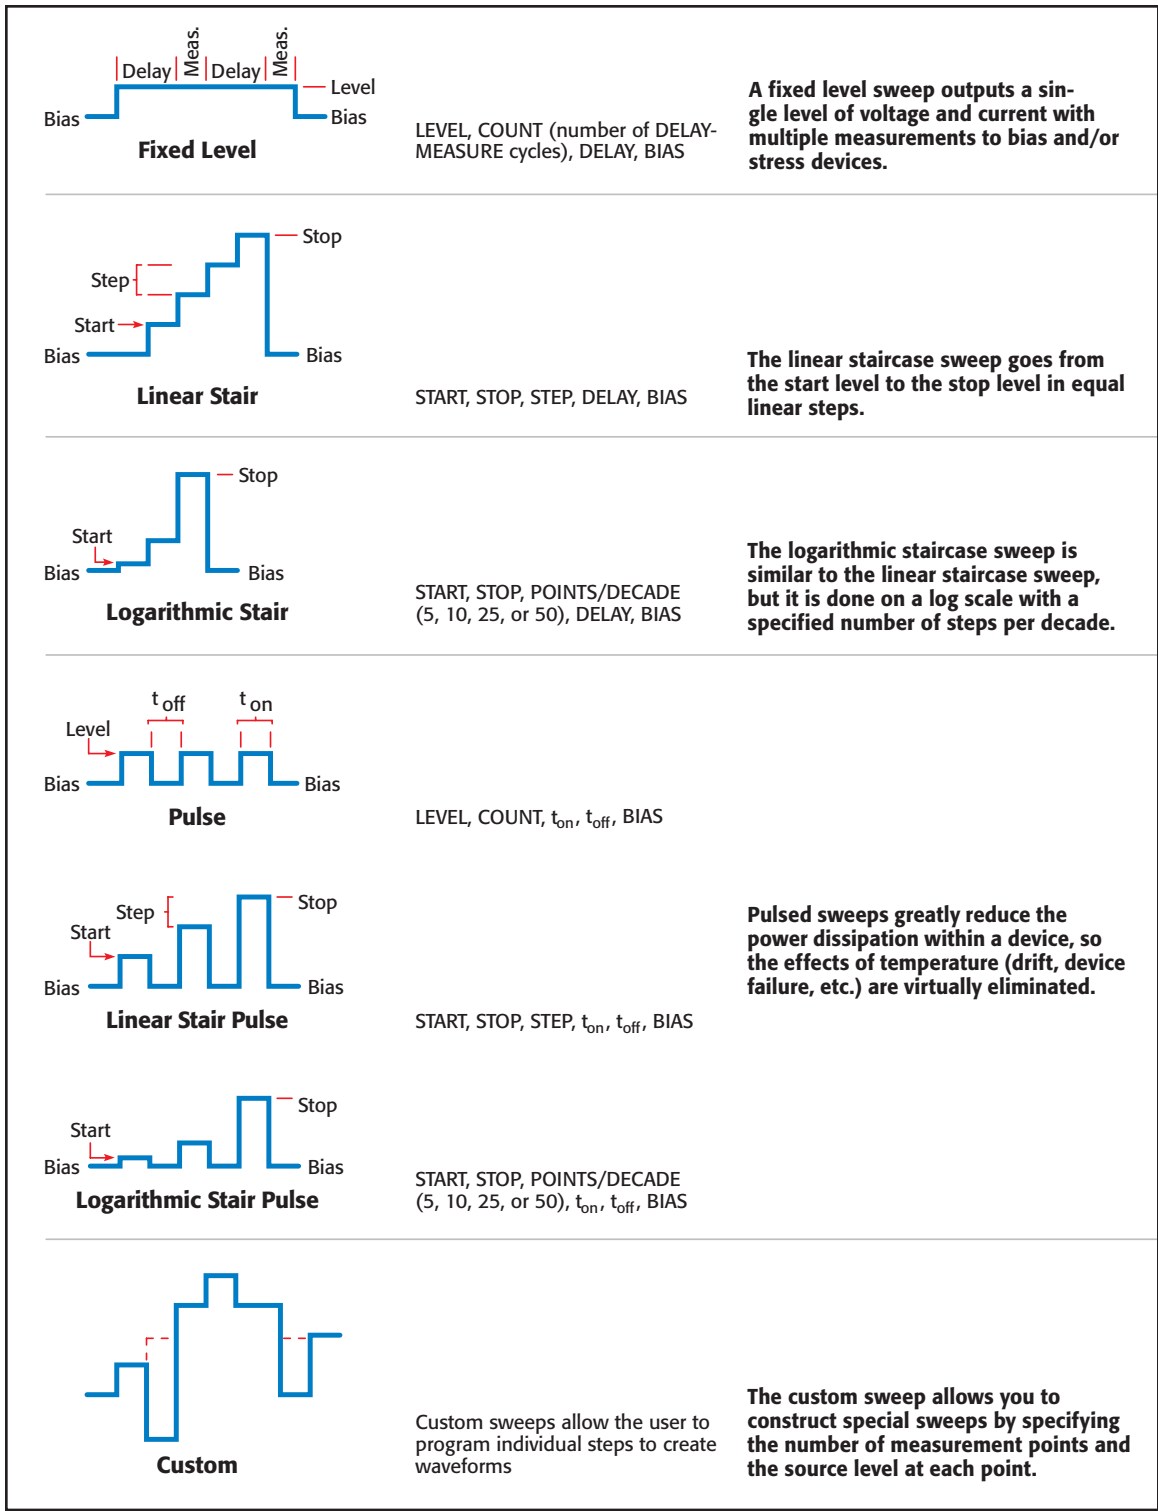 Delay
Meas.
Delay
Meas.
Level
Bias
Bias
Fixed Level
LEVEL, COUNT (number of DELAY-
MEASURE cycles), DELAY, BIAS
A fixed level sweep outputs a sin-
gle level of voltage and current with
multiple measurements to bias and/or
stress devices.
Stop
Step
Start
Bias
Bias
Linear Stair
START, STOP, STEP, DELAY, BIAS
The linear staircase sweep goes from
the start level to the stop level in equal
linear steps.
Stop
Start
Bias
Bias
Logarithmic Stair
START, STOP, POINTS/DECADE
(5, 10, 25, or 50), DELAY, BIAS
The logarithmic staircase sweep is
similar to the linear staircase sweep,
but it is done on a log scale with a
specified number of steps per decade.
t off
t on
Level
Bias
Bias
Pulse
LEVEL, COUNT, ton, toff, BIAS
Stop
Step
Start
Bias
Bias
Linear Stair Pulse
START, STOP, STEP, ton, toff, BIAS
Pulsed sweeps greatly reduce the
power dissipation within a device, so
the effects of temperature (drift, device
failure, etc.) are virtually eliminated.
Stop
Start
Bias
Bias
Logarithmic Stair Pulse
START, STOP, POINTS/DECADE
(5, 10, 25, or 50), ton, toff, BIAS
Custom
Custom sweeps allow the user to
program individual steps to create
waveforms
The custom sweep allows you to
construct special sweeps by specifying
the number of measurement points and
the source level at each point.